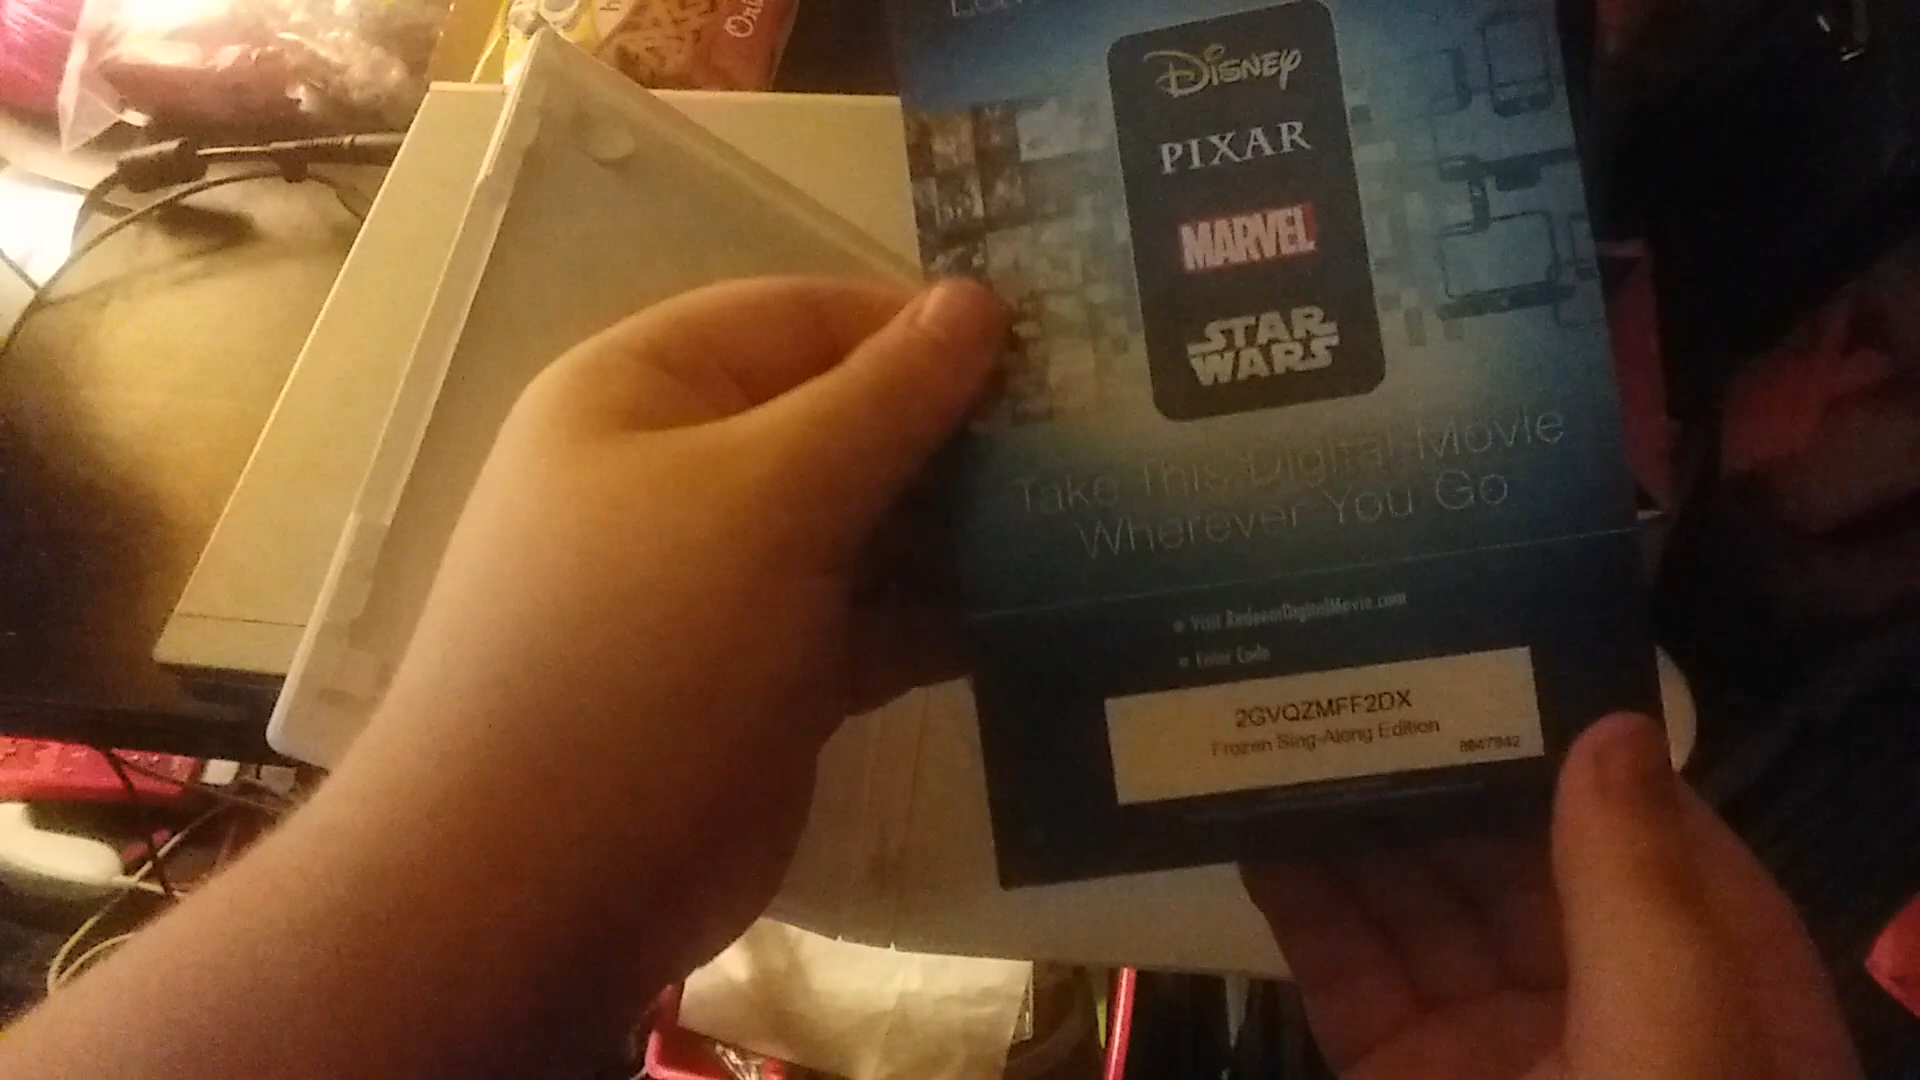 Disney
PIXAR
MARVEL
STAR
WARS
Take This Digital Movie
Wherever You Go
• Visit RedeemDigitalMovie.com
• Enter Code
2GVQZMFF2DX
Frozen Sing-Along Edition
8847942